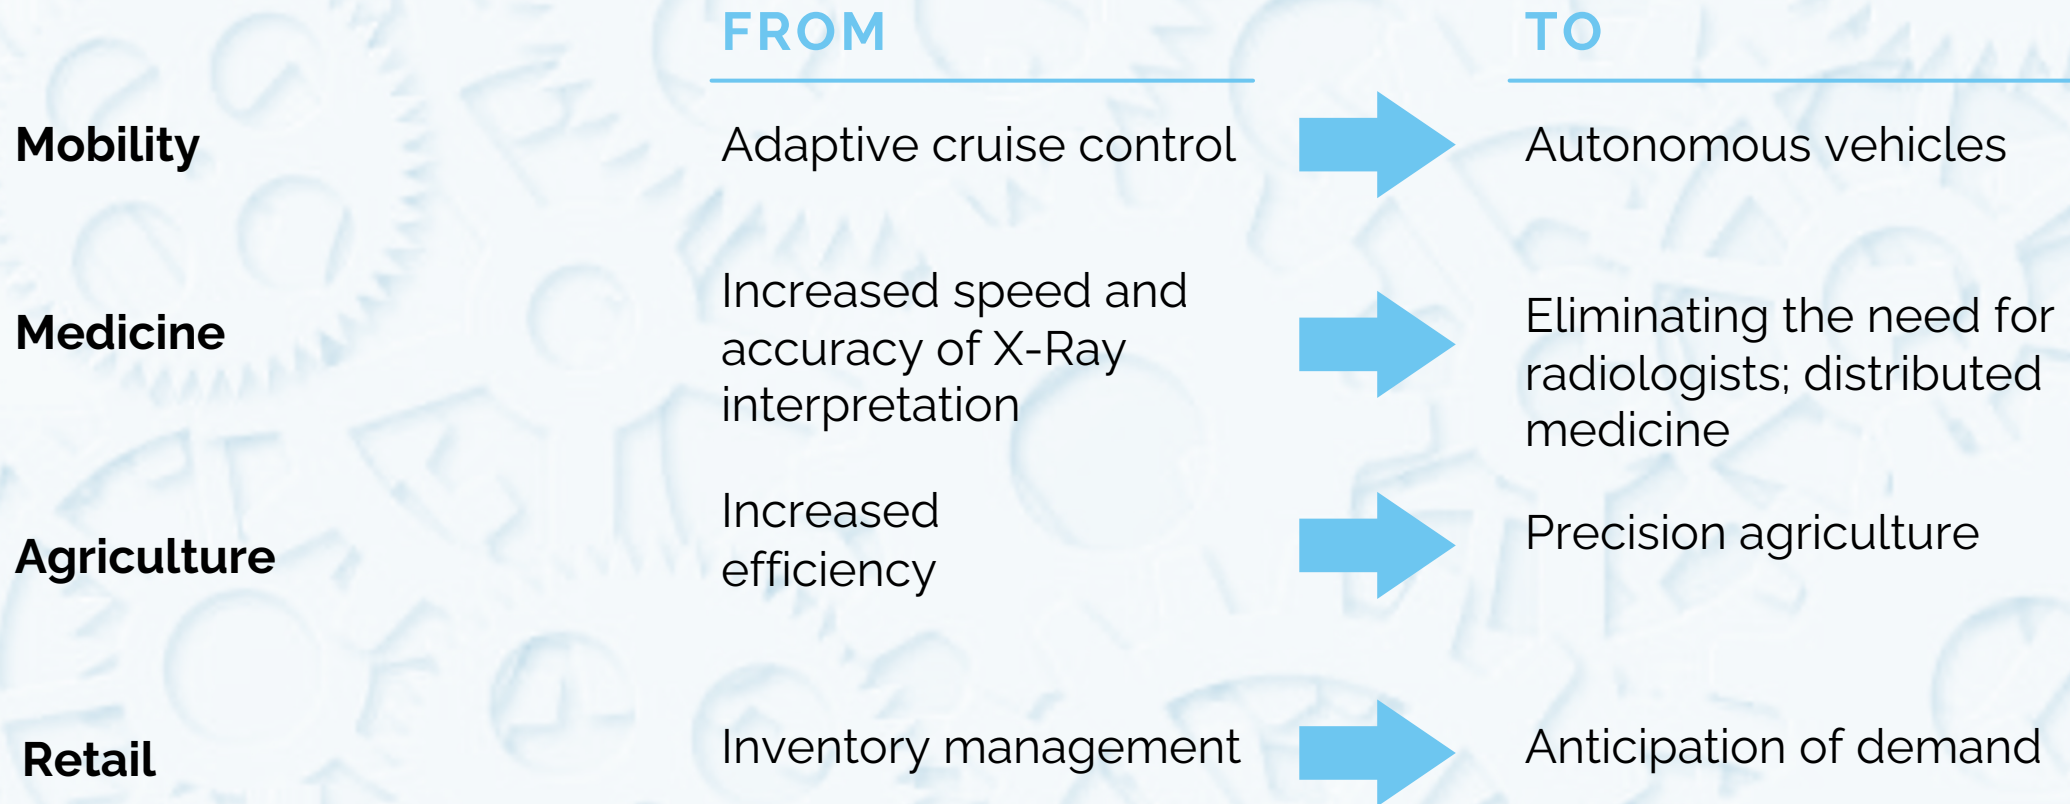 FROM
TO
Mobility
Adaptive cruise control
Autonomous vehicles
Medicine
Increased speed and
accuracy of X-Ray
interpretation
Eliminating the need for
radiologists; distributed
medicine
Agriculture
Increased
efficiency
Precision agriculture
Retail
Inventory management
Anticipation of demand